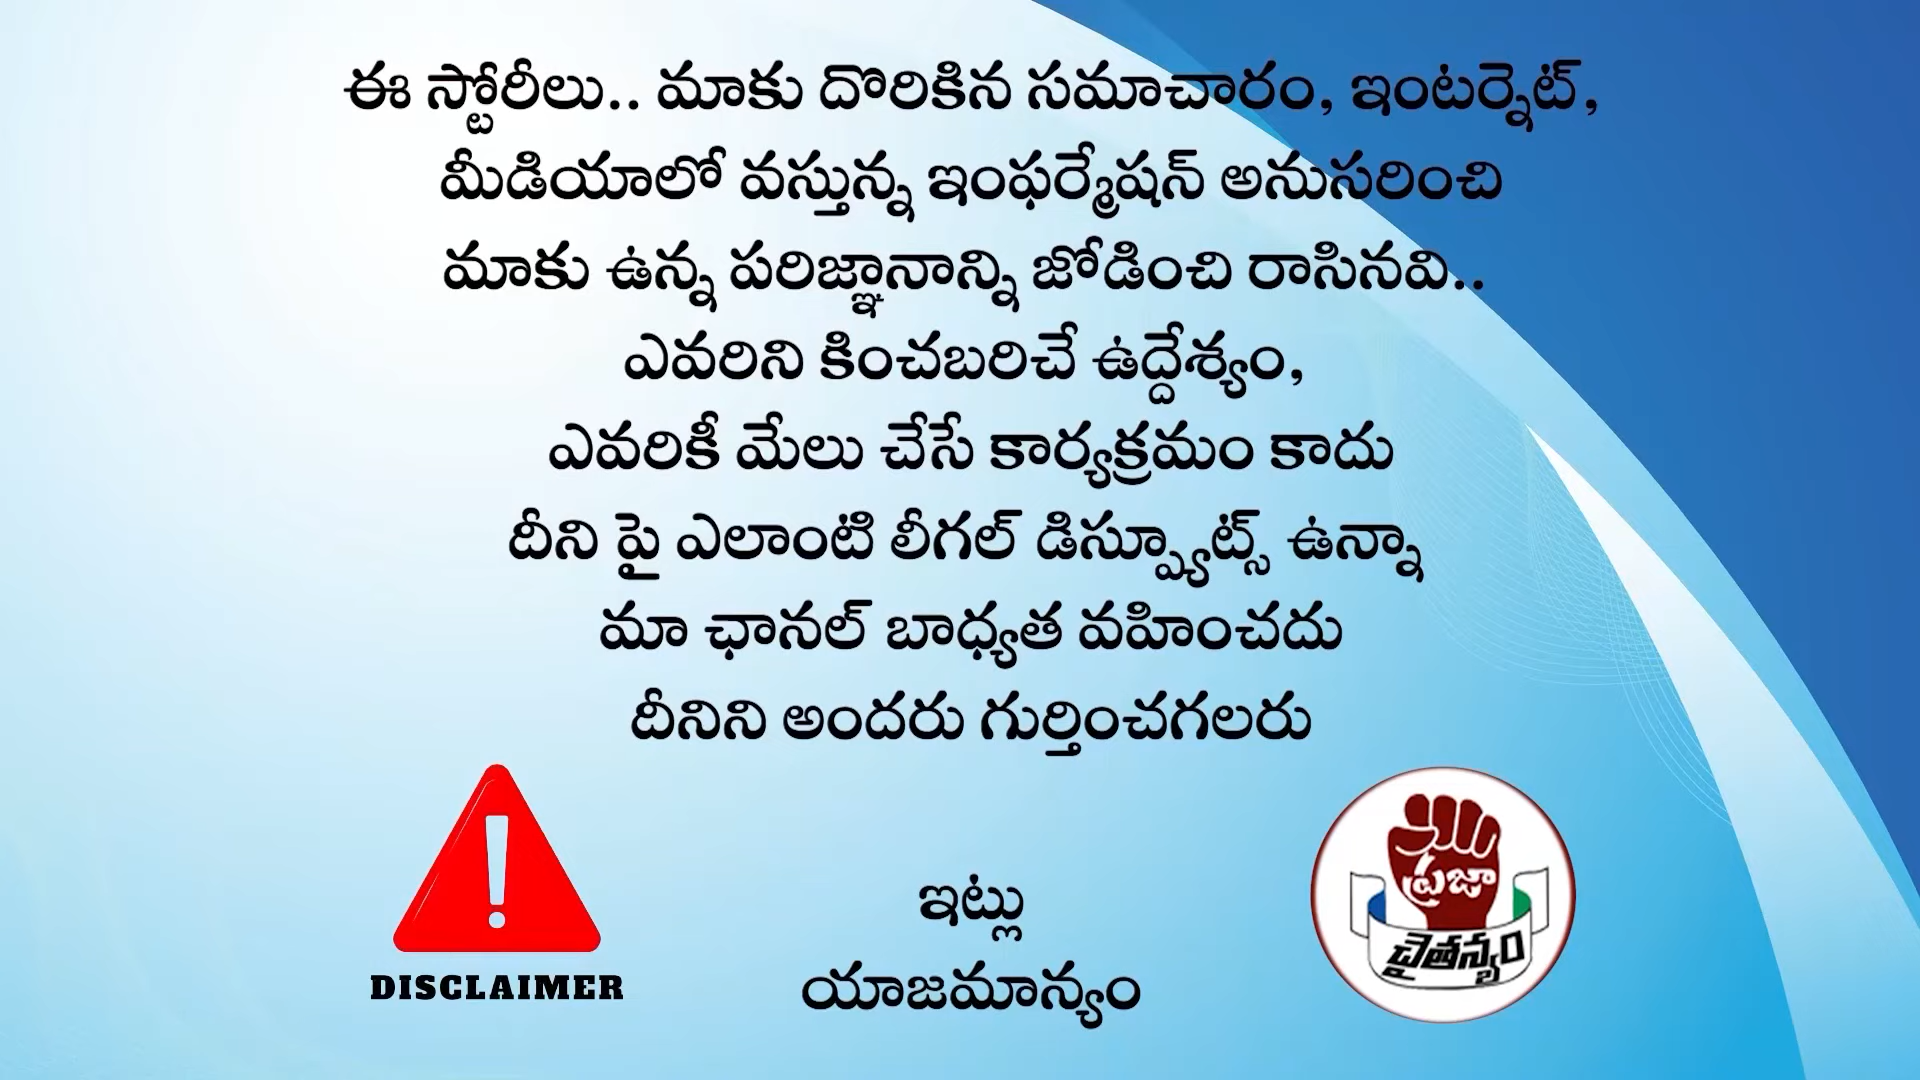 ఈ స్టోరీలు.. మాకు దొరికిన సమాచారం, ఇంటర్నెట్,
మీడియాలో వస్తున్న ఇంఫర్మేషన్ అనుసరించి
మాకు ఉన్న పరిజ్ఞానాన్ని జోడించి రాసినవి..
ఎవరిని కించబరిచే ఉద్దేశ్యం,
ఎవరికీ మేలు చేసే కార్యక్రమం కాదు
దీని పై ఎలాంటి లీగల్ డిస్ప్యూట్స్ ఉన్నా
మా ఛానల్ బాధ్యత వహించదు
దీనిని అందరు గుర్తించగలరు
DISCLAIMER
ఇట్లు
యాజమాన్యం
ప్రజా
చైతన్యం